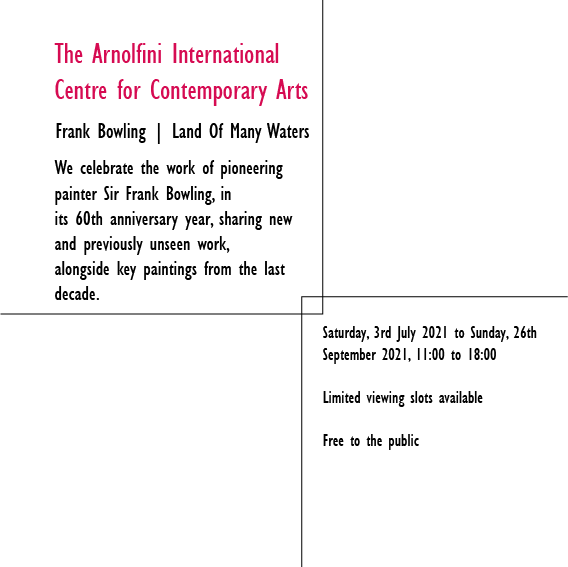 The Arnolfini International
Centre for Contemporary Arts
Frank Bowling | Land Of Many Waters
We celebrate the work of pioneering
painter Sir Frank Bowling, in
its 60th anniversary year, sharing new
and previously unseen work,
alongside key paintings from the last
decade.
Saturday, 3rd July 2021 to Sunday, 26th
September 2021, 11:00 to 18:00
Limited viewing slots available
Free to the public